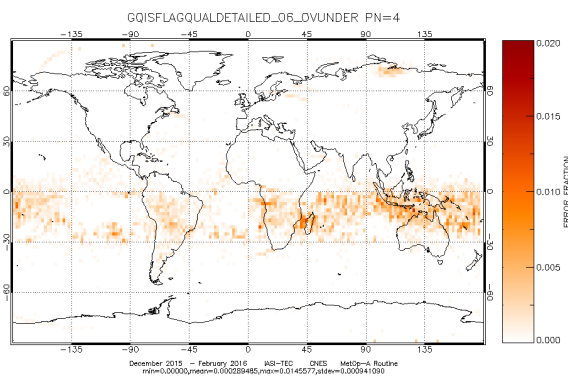 GQISFLAGQUALDETAILED_06_OVUNDER PN=4
-135 -90 -45 0 45 90 135
60 60
30 30
0 0
-30 -30
-60 -60
-135 -90 -45 0 45 90 135
0.020
0.015
0.010
0.005
0.000
ERROR FRACTION
December 2015 - February 2016 IASI-TEC CNES MetOp-A Routine
min=0.00000,mean=0.000289485,max=0.0145577,stdev=0.000941090